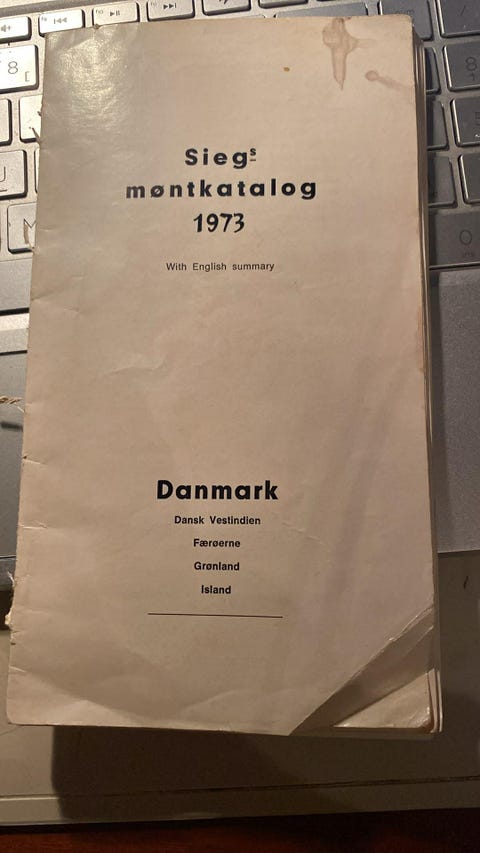 Siegs
møntkatalog
1973
With English summary
Danmark
Dansk Vestindien
Færøerne
Grønland
Island